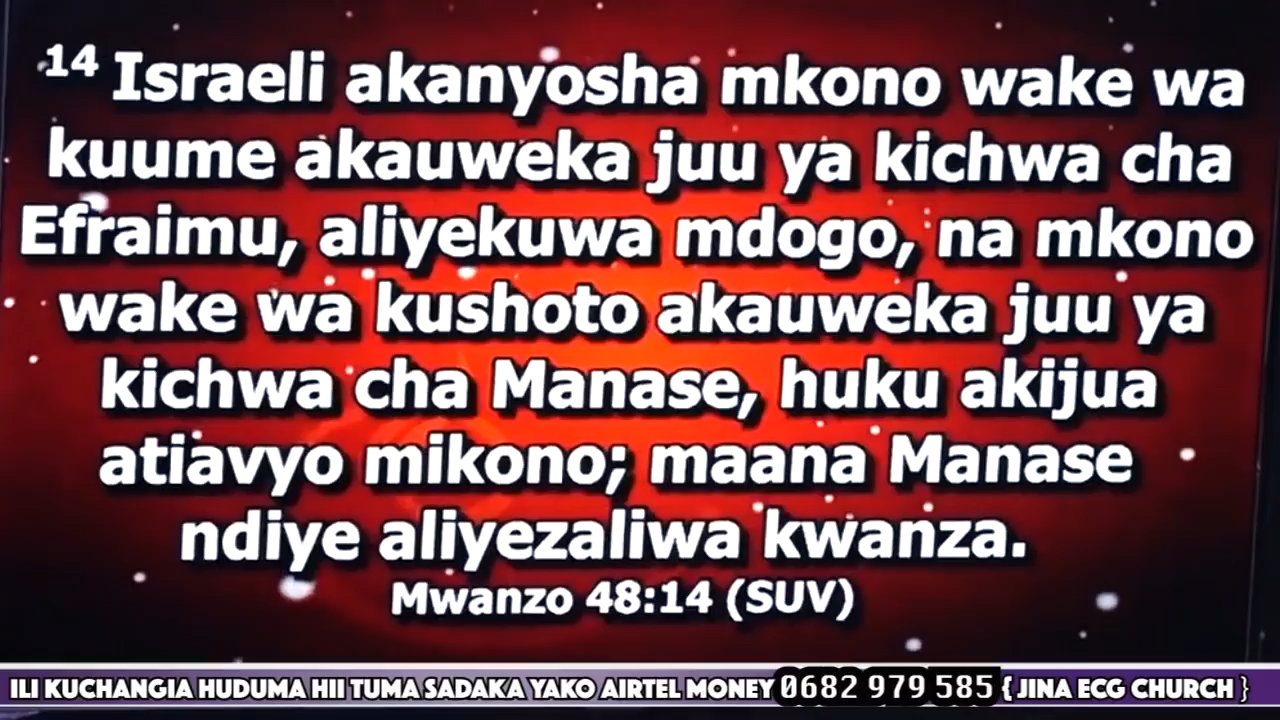 14 Israeli akanyosha mkono wake wa
kuume akauweka juu ya kichwa cha
Efraimu, aliyekuwa mdogo, na mkono
wake wa kushoto akauweka juu ya
kichwa cha Manase, huku akijua
atiavyo mikono; maana Manase
ndiye aliyezaliwa kwanza.
Mwanzo 48:14 (SUV)
ILI KUCHANGIA HUDUMA HII TUMA SADAKA YAKO AIRTEL MONEY 0682 979 585 { JINA ECG CHURCH }